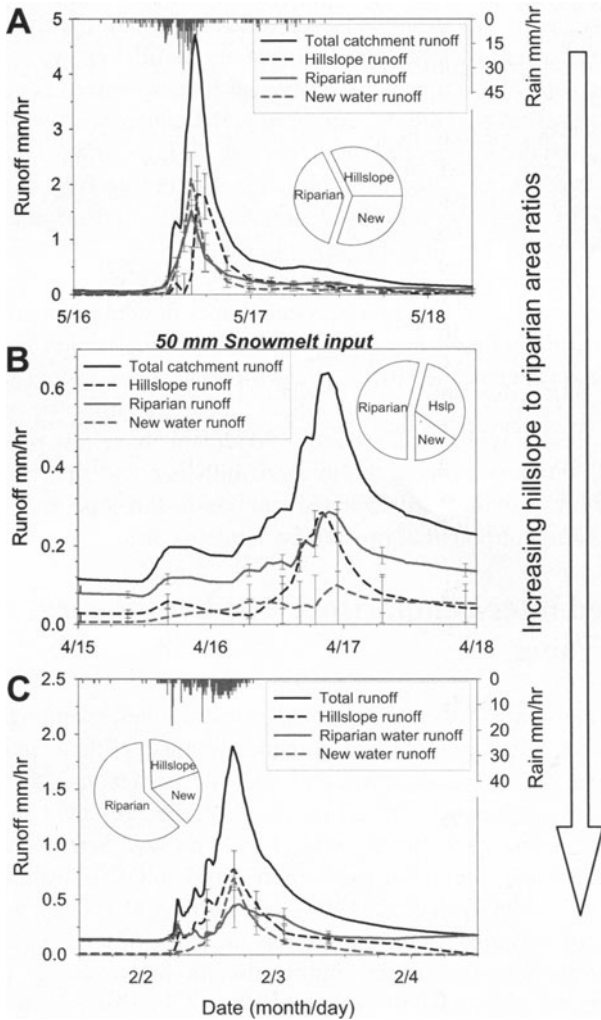 A
5
4
3
2
1
0
Runoff mm/hr
0
15
30
45
Rain mm/hr
Total catchment runoff
Hillslope runoff
Riparian runoff
New water runoff
Hillslope
Riparian
New
5/16
5/17
5/18
50 mm Snowmelt input
B
0.6
0.4
0.2
0.0
Runoff mm/hr
Total catchment runoff
Hillslope runoff
Riparian runoff
New water runoff
Riparian
Hslp
New
4/15
4/16
4/17
4/18
C
2.5
2.0
1.5
1.0
0.5
0.0
Runoff mm/hr
0
10
20
30
40
Rain mm/hr
Total runoff
Hillslope runoff
Riparian water runoff
New water runoff
Hillslope
New
Riparian
2/2
2/3
2/4
Date (month/day)
Increasing hillslope to riparian area ratios